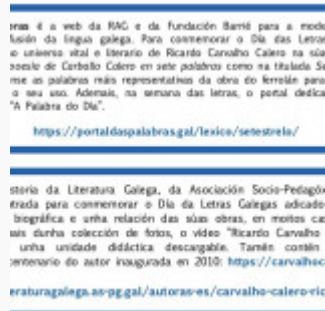 oras é a web da RAG e da Fundación Barrié para a mode
fusión da lingua galega. Para conmemorar o Día das Letras
o universo vital e literario de Ricardo Carvalho Calero na súa
poesía de Carballo Calero en sete palabras como na titulada Se
nse as palabras máis representativas da obra do ferrolán para
o seu uso. Ademais, na semana das letras, o portal dedica
"A Palabra do Día".
https://portaldaspalabras.gal/lexico/setestrelo/
storia da Literatura Galega, da Asociación Socio-Pedagóx
trada para conmemorar o Día da Letras Galegas adicado
biográfica e unha relación das súas obras, en moitos cas
ais dunha colección de fotos, o vídeo "Ricardo Carvalho
unha unidade didáctica descargable. Tamén contén
centenario do autor inaugurada en 2010: https://carvalhoc
eraturagalega.as-pg.gal/autoras-es/carvalho-calero-ric